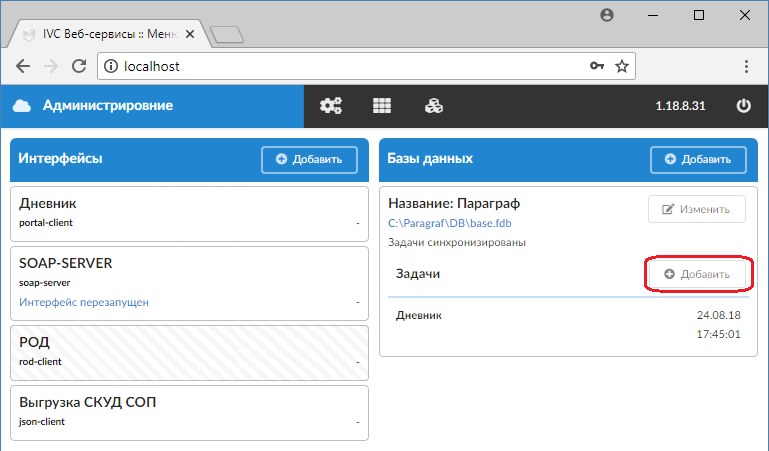 IVC Веб-сервисы :: Меню
localhost
Администрировние
1.18.8.31
Интерфейсы
Добавить
Дневник
portal-client
-
SOAP-SERVER
soap-server
Интерфейс перезапущен
-
РОД
rod-client
-
Выгрузка СКУД СОП
json-client
-
Базы данных
Добавить
Название: Параграф
Изменить
C:\Paragraf\DB\base.fdb
Задачи синхронизированы
Задачи
Добавить
Дневник
24.08.18
17:45:01